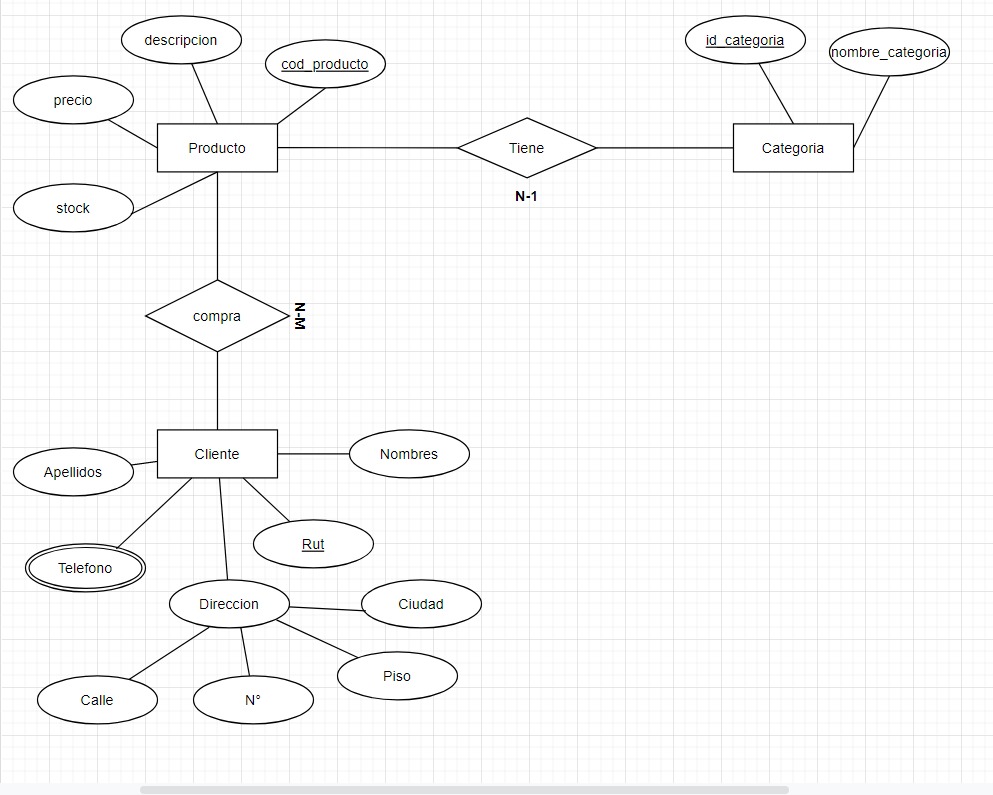 descripcion
id_categoria
nombre_categoria
cod_producto
precio
Producto
Tiene
Categoria
N-1
stock
compra
N-M
Cliente
Nombres
Apellidos
Rut
Telefono
Direccion
Ciudad
Piso
Calle
N°